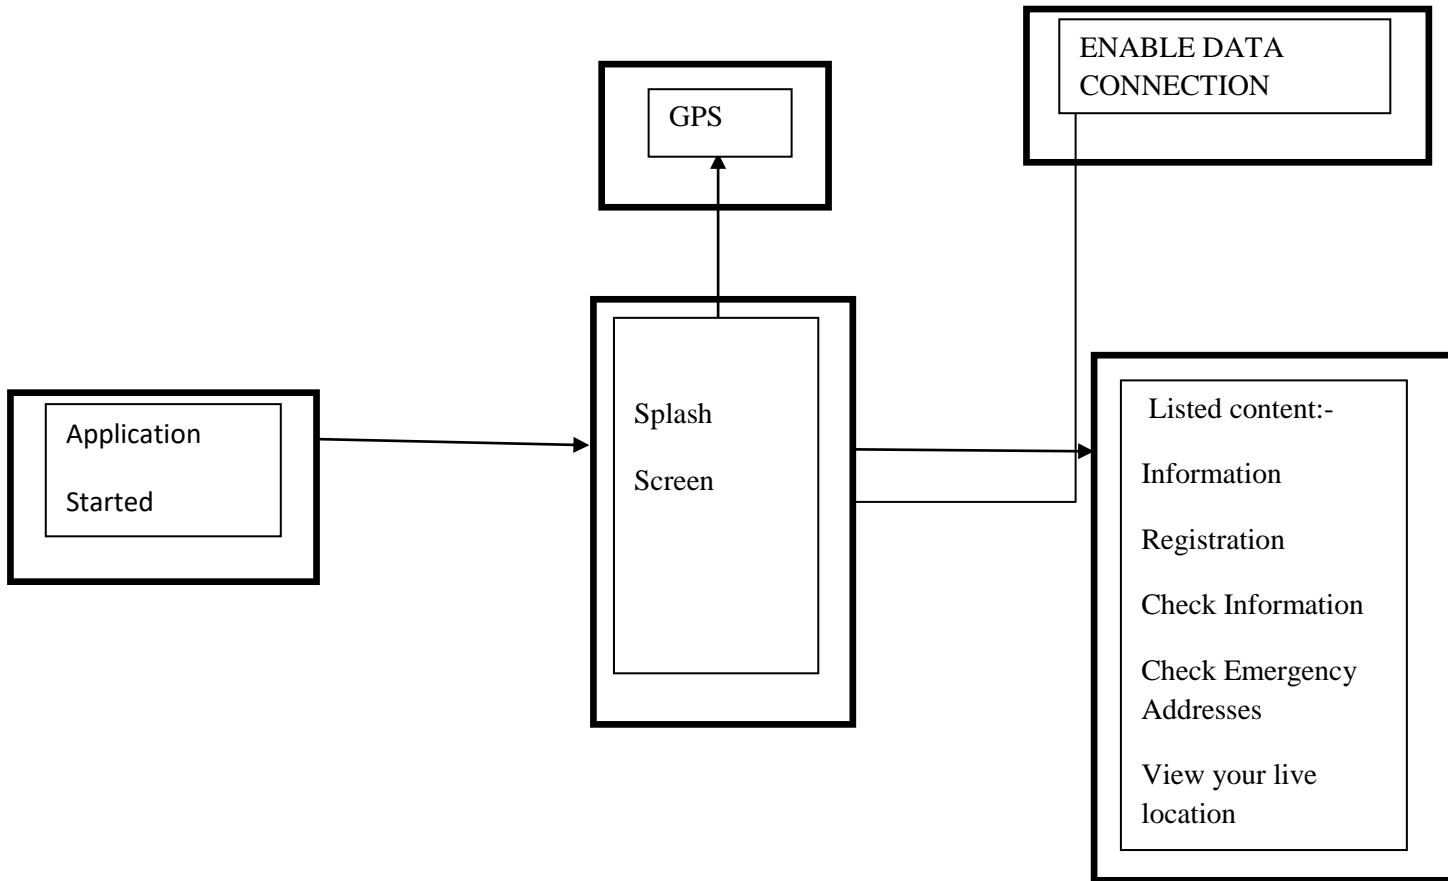 ENABLE DATA
CONNECTION
GPS
Application
Started
Splash
Screen
Listed content:-
Information
Registration
Check Information
Check Emergency
Addresses
View your live
location